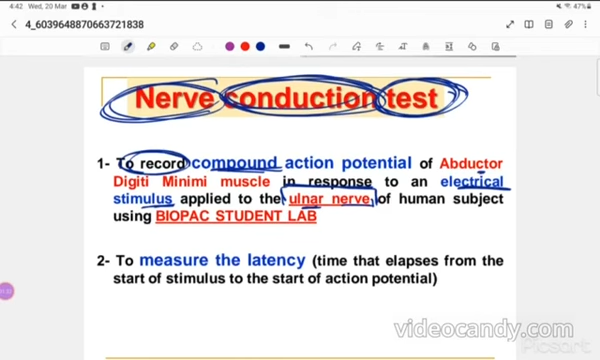 4:42 Wed, 20 Mar
47%
4_6039648870663721838
Nerve conduction test
1- To record compound action potential of Abductor
Digiti Minimi muscle in response to an electrical
stimulus applied to the ulnar nerve of human subject
using BIOPAC STUDENT LAB
2- To measure the latency (time that elapses from the
start of stimulus to the start of action potential)
videocandy.com
Picsart